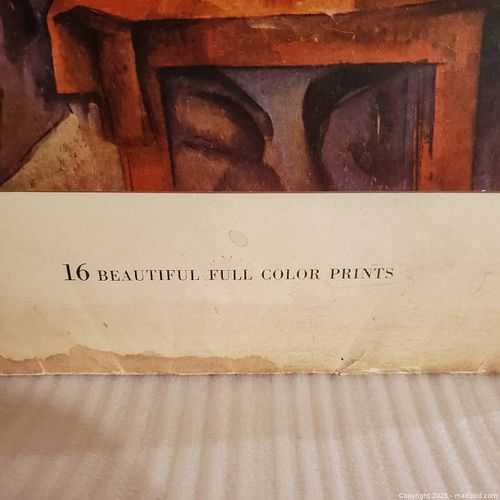 16 BEAUTIFUL FULL COLOR PRINTS
Copyright 2025 - maxsold.com